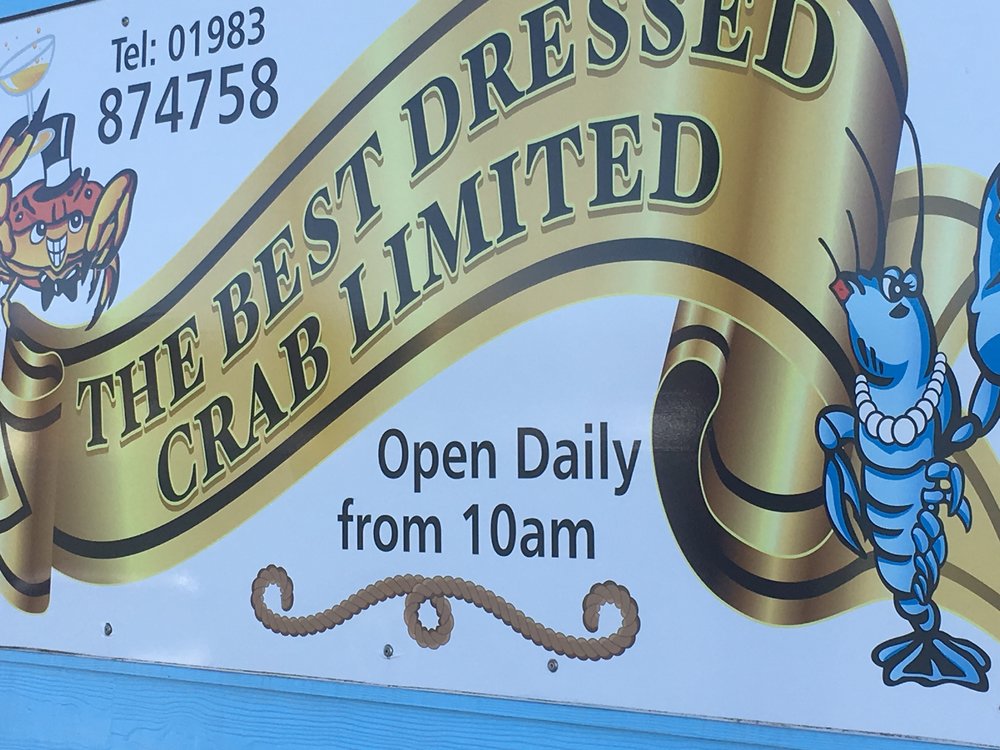 Tel: 01983
874758
THE BEST DRESSED
CRAB LIMITED
Open Daily
from 10am